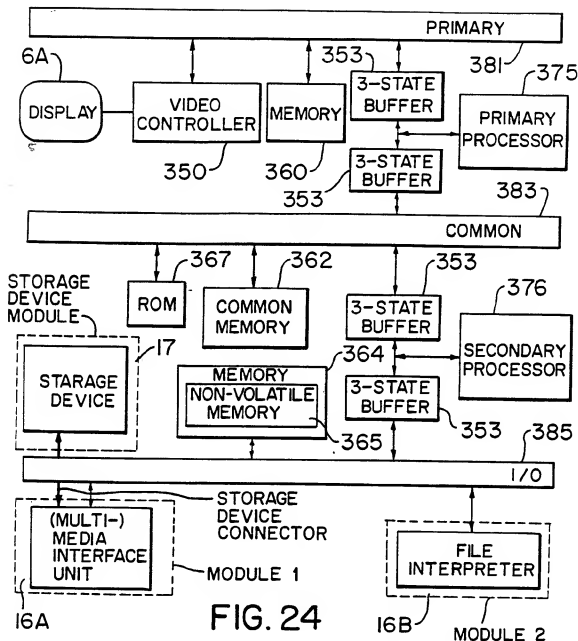 PRIMARY
381
6A
DISPLAY
VIDEO
CONTROLLER
350
MEMORY
360
353
3-STATE
BUFFER
375
PRIMARY
PROCESSOR
3-STATE
BUFFER
353
383
COMMON
367
ROM
362
COMMON
MEMORY
353
3-STATE
BUFFER
376
SECONDARY
PROCESSOR
STORAGE
DEVICE
MODULE
17
STARAGE
DEVICE
364
MEMORY
NON-VOLATILE
MEMORY
365
3-STATE
BUFFER
353
385
I/O
STORAGE
DEVICE
CONNECTOR
(MULTI-)
MEDIA
INTERFACE
UNIT
16A
MODULE 1
FILE
INTERPRETER
16B
MODULE 2
FIG. 24